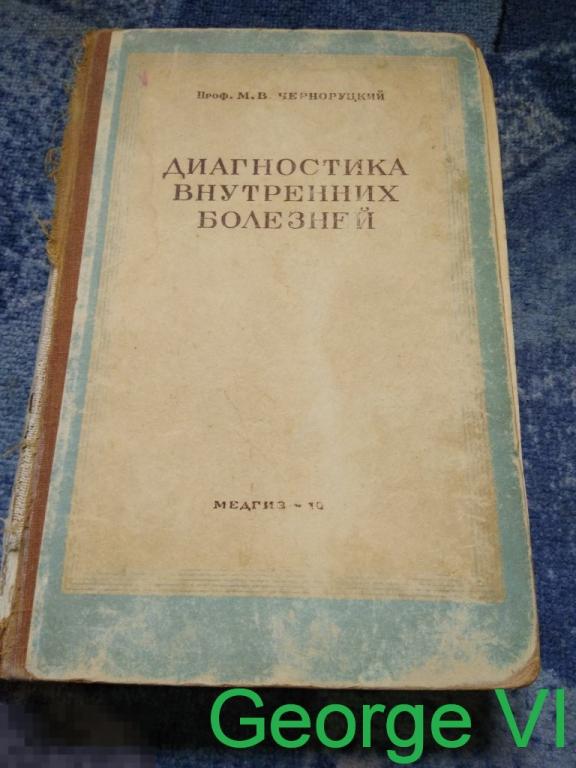 Проф. М. В. ЧЕРНОРУЦКИЙ
ДИАГНОСТИКА
ВНУТРЕННИХ
БОЛЕЗНЕЙ
МЕДГИЗ -
George VI